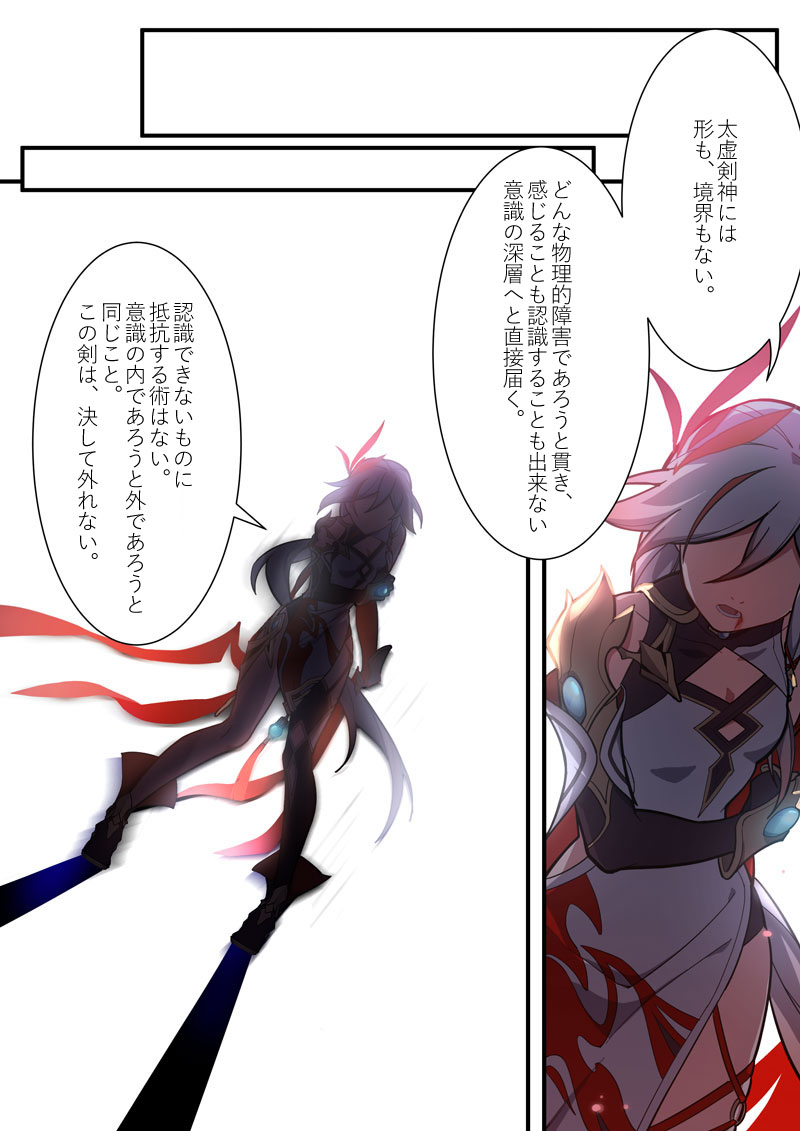 太虚剣神には
形も、境界もない。
どんな物理的障害であろうと貫き、
感じることも認識することも出来ない
意識の深層へと直接届く。
認識できないものに
抵抗する術はない。
意識の内であろうと外であろうと
同じこと。
この剣は、決して外れない。